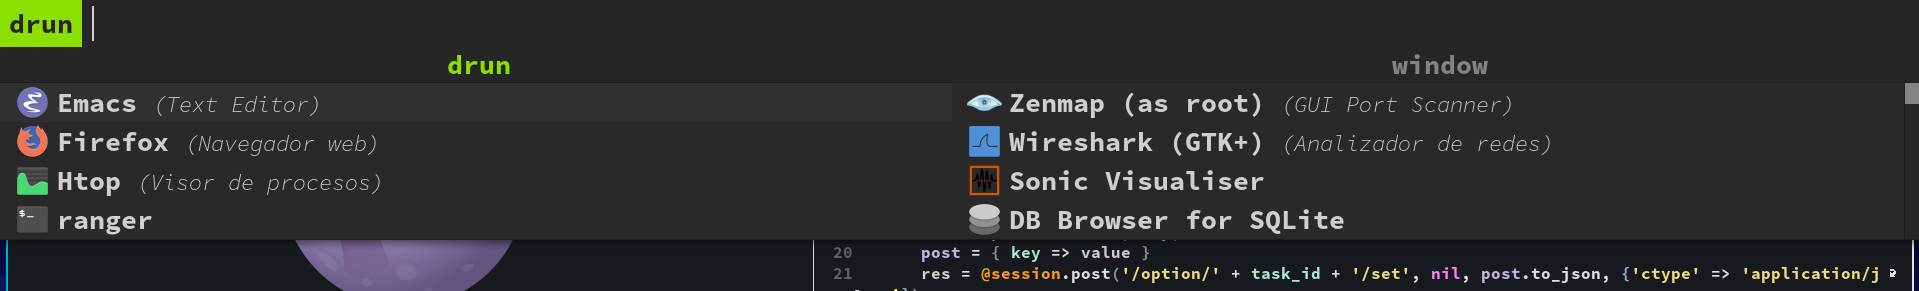 drun
drun window
Emacs (Text Editor) Zenmap (as root) (GUI Port Scanner)
Firefox (Navegador web) Wireshark (GTK+) (Analizador de redes)
Htop (Visor de procesos) Sonic Visualiser
$_ ranger DB Browser for SQLite
20 post = { key => value }
21 res = @session.post('/option/' + task_id + '/set', nil, post.to_json, {'ctype' => 'application/j